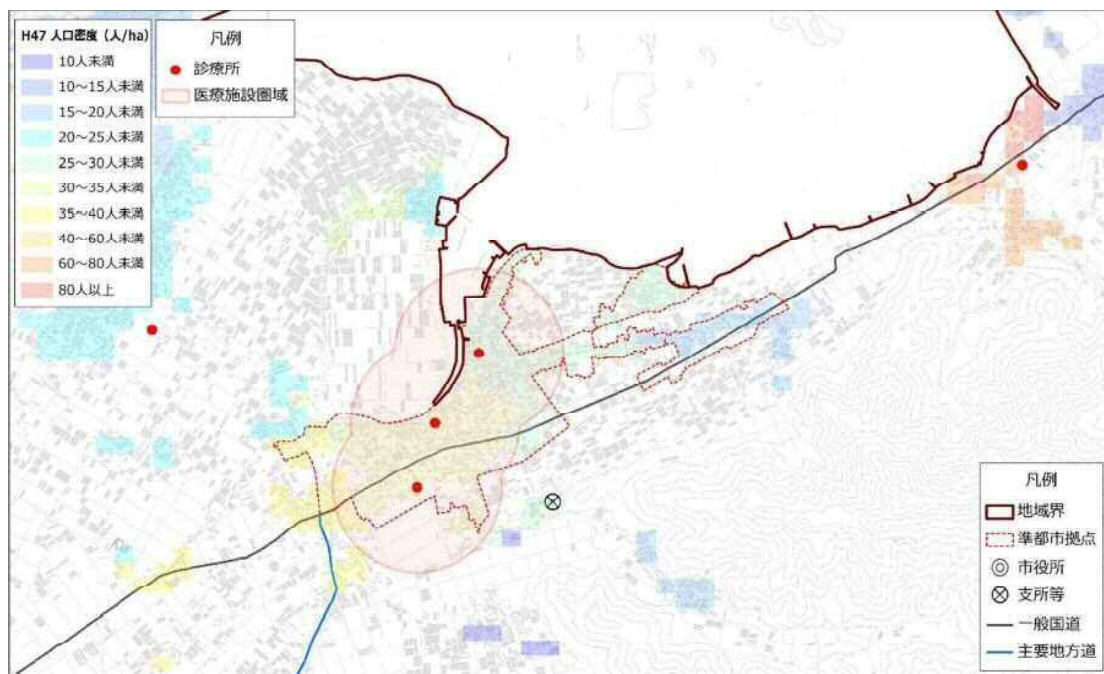 H47 人口密度（人/ha）
10人未満
10～15人未満
15～20人未満
20～25人未満
25～30人未満
30～35人未満
35～40人未満
40～60人未満
60～80人未満
80人以上
凡例
診療所
医療施設圏域
凡例
地域界
準都市拠点
市役所
支所等
一般国道
主要地方道